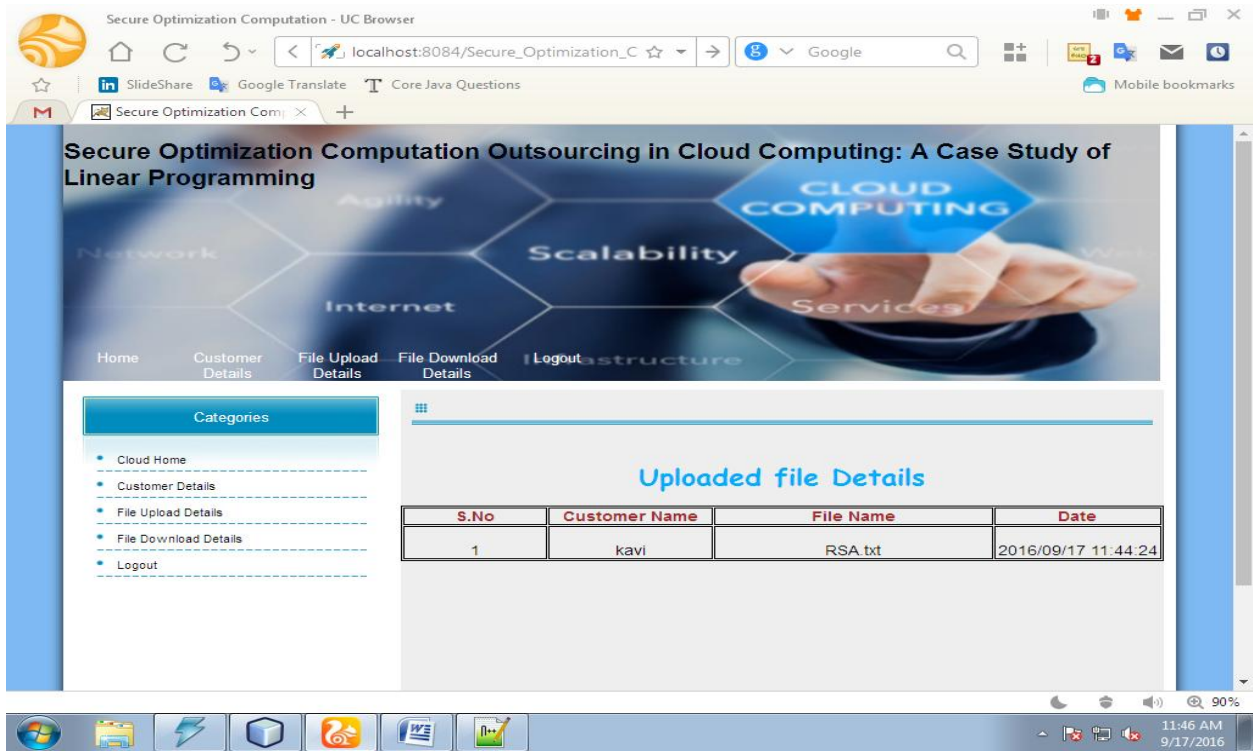 Secure Optimization Computation - UC Browser
localhost:8084/Secure_Optimization_C
Google
SlideShare Google Translate Core Java Questions
Mobile bookmarks
Secure Optimization Com
Secure Optimization Computation Outsourcing in Cloud Computing: A Case Study of
Linear Programming
CLOUD
COMPUTING
Agility
Network
Scalability
Internet
Services
Infrastructure
Home Customer Details File Upload Details File Download Details Logout
Categories
Cloud Home
Customer Details
File Upload Details
File Download Details
Logout
Uploaded file Details
S.No Customer Name File Name Date
1 kavi RSA.txt 2016/09/17 11:44:24
90%
11:46 AM
9/17/2016